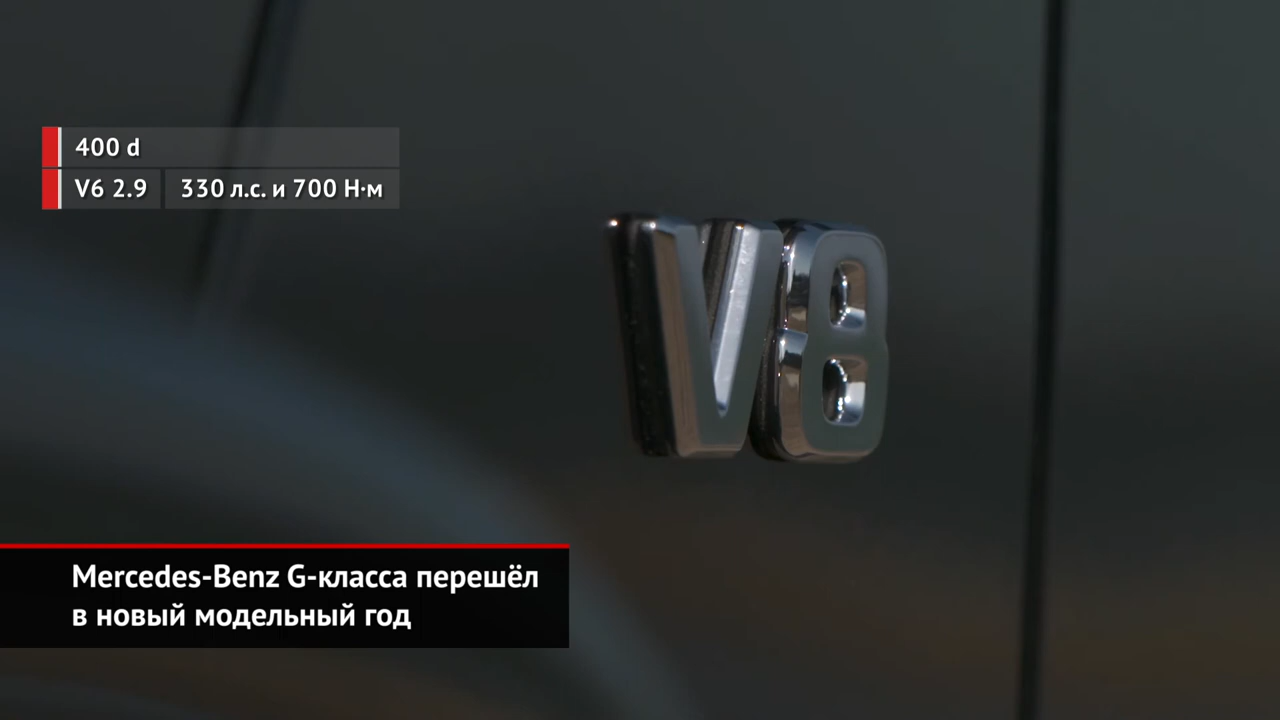 400 d
V6 2.9 330 л.с. и 700 Н·м
V8
Mercedes-Benz G-класса перешёл
в новый модельный год